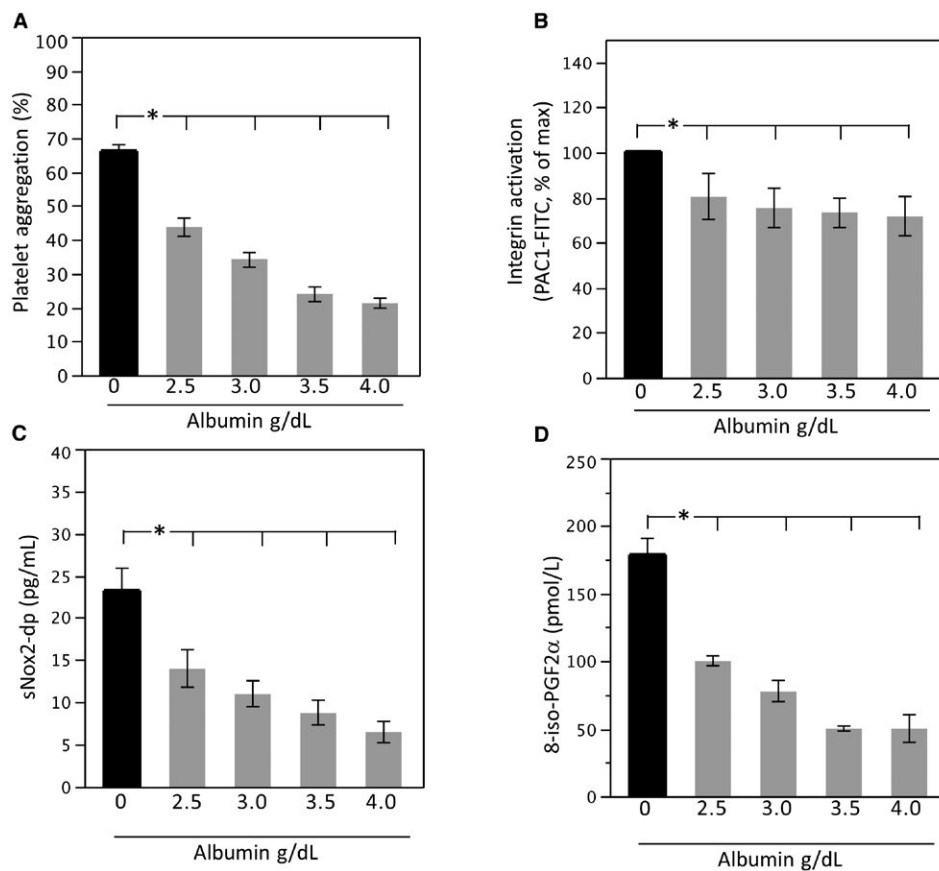 A
Platelet aggregation (%)
100
90
80
70
60
50
40
30
20
10
0
*
0 2.5 3.0 3.5 4.0
Albumin g/dL
B
Integrin activation
(PAC1-FITC, % of max)
140
120
100
80
60
40
20
0
*
0 2.5 3.0 3.5 4.0
Albumin g/dL
C
sNox2-dp (pg/mL)
40
35
30
25
20
15
10
5
0
*
0 2.5 3.0 3.5 4.0
Albumin g/dL
D
8-iso-PGF2α (pmol/L)
250
200
150
100
50
0
*
0 2.5 3.0 3.5 4.0
Albumin g/dL